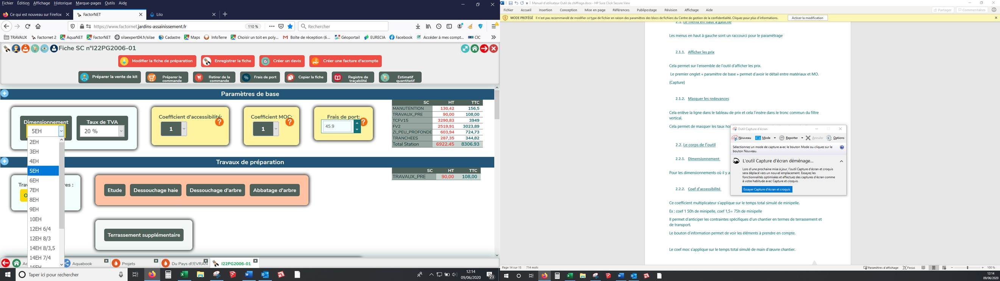 Fichier Édition Affichage Historique Marque-pages Outils Aide
Ce qui est nouveau sur Firefox
FactorNET
Lilo
https://www.factornet.jardins-assainissement.fr
110 %
Rechercher
TRAVAUX Factornet 2 AquaNET FactorNET silaexpert04.fr/silae Cadastre Maps InfoTerre Choisir un toit en poly... Boîte de réception (6 ... Géoportail EURECIA Facebook Accéder à mes compt... CIC
Fiche SC n°I22PG2006-01
Modifier la fiche de préparation
Enregistrer la fiche
Créer un devis
Créer une facture d'acompte
Préparer la vente de kit
Préparer la commande
Retirer de la commande
Frais de port
Copier la fiche
Registre de traçabilité
Estimatif quantitatif
Paramètres de base
Dimensionnement
5EH
Taux de TVA
20 %
Coefficient d'accessibilité:
1
Coefficient MOC:
1
Frais de port:
45.9
SC HT TTC
MANUTENTION 130,42 156,5
TRAVAUX_PRE 90,00 108,00
TCFV15 3290,83 3949
FV2 2519,91 3023,89
ZI_PEU_PROFONDE 603,94 724,73
TRANCHEES 287,35 344,82
Total Station 6922.45 8306.93
2EH
3EH
4EH
5EH
6EH
7EH
8EH
9EH
10EH
12EH 6/4
12EH 8/3
14EH 8/3,5
14EH 7/4
16EH
Travaux de préparation
SC HT TTC
TRAVAUX_PRE 90,00 108,00
Trav
res :
O
Etude
Dessouchage haie
Dessouchage d'arbre
Abbatage d'arbre
Terrassement supplémentaire
Ac
Aquabook
Projets
Du Pays d\'EVRAN
I22PG2006-01
Taper ici pour rechercher
12:14
09/06/2020
23
Manuel d'utilisateur Outil de chiffrage.docx - HP Sure Click Secure View
Fichier Accueil Insertion Conception Mise en page Références Publipostage Révision Affichage Aide
Partager
Commentaires
MODE PROTÉGÉ Il n'est pas recommandé de modifier ce type de fichier en raison des paramètres des blocs de fichiers du Centre de gestion de la confidentialité. Cliquez pour plus d'informations.
Activer la modification
2.1. Le menu en haut à gauche
Les menus en haut à gauche sont un raccourci pour le paramétrage
2.1.1. Afficher les prix
Cela permet sur l'ensemble de l'outil d'afficher les prix.
Le premier onglet « paramètre de base » permet d'avoir le détail entre matériaux et MO.
(Capture)
2.1.2. Masquer les redevances
Cela enlève la ligne dans le tableau de prix et cela l'insère dans le tronc commun du filtre
vertical.
Cela permet de masquer les taux ho
2.2. Le corps de l'outil
2.2.1. Dimensionnement
Pour les dimensionnements où il y a
2.2.2. Coef d'accessibilité
Ce coefficient multiplicateur s'applique sur le temps total simulé de minipelle.
Ex : coef 1 50h de minipelle, coef 1,5= 75h de minipelle
Il permet d'anticiper les contraintes spécifiques d'un chantier en termes de terrassement et
de transport.
Le bouton d'information permet de voir les éléments à prendre en compte.
Le coef moc s'applique sur le temps total simulé de main d'œuvre chantier.
Outil Capture d'écran
Nouveau Mode Reporter Annuler Options
Sélectionnez un mode de capture avec le bouton Mode ou cliquez sur le
bouton Nouveau.
L'outil Capture d'écran déménage...
Lors d'une prochaine mise à jour, l'outil Capture d'écran et croquis
sera déplacé vers un nouvel emplacement. Essayez les
fonctionnalités optimisées et effectuez des captures d'écran comme
à votre habitude avec Capture et croquis.
Essayer Capture d'écran et croquis
Page 14 sur 15 714 mots
Paramètres d'affichage Focus
100 %
12:14
09/06/2020